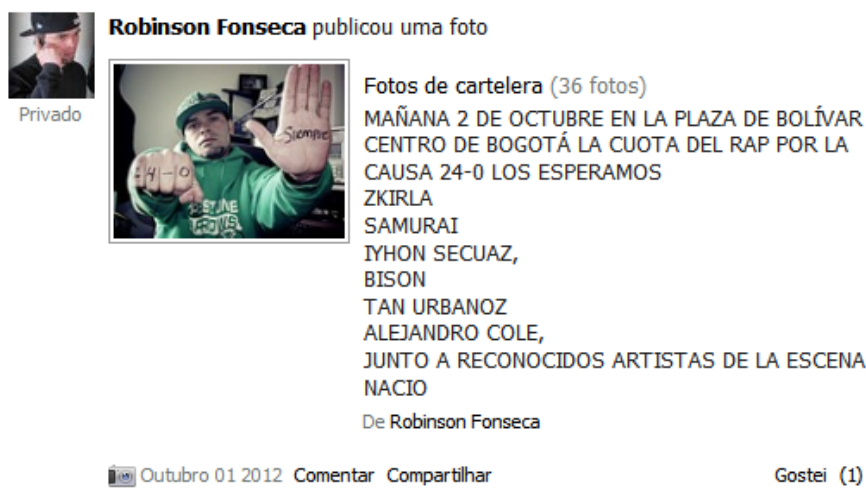 Robinson Fonseca publicou uma foto
Privado
Siempre
4-0
Fotos de cartelera (36 fotos)
MAÑANA 2 DE OCTUBRE EN LA PLAZA DE BOLÍVAR
CENTRO DE BOGOTÁ LA CUOTA DEL RAP POR LA
CAUSA 24-0 LOS ESPERAMOS
ZKIRLA
SAMURAI
IYHON SECUAZ,
BISON
TAN URBANOZ
ALEJANDRO COLE,
JUNTO A RECONOCIDOS ARTISTAS DE LA ESCENA
NACIO
De Robinson Fonseca
Outubro 01 2012 Comentar Compartilhar Gostei (1)